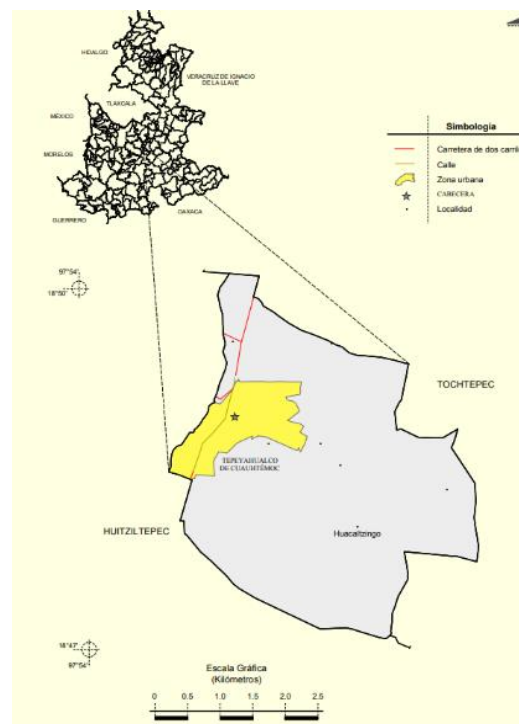 HIDALGO
VERACRUZ DE IGNACIO
DE LA LLAVE
TLAXCALA
MÉXICO
MORELOS
GUERRERO
OAXACA
Simbología
Carretera de dos carril
Calle
Zona urbana
CABECERA
Localidad
97°54'
18°50'
TOCHTEPEC
TEPEYAHUALCO
DE CUAUHTÉMOC
HUITZILTEPEC
Huacaltzingo
18°47'
97°54'
Escala Gráfica
(Kilómetros)
0 0.5 1.0 1.5 2.0 2.5